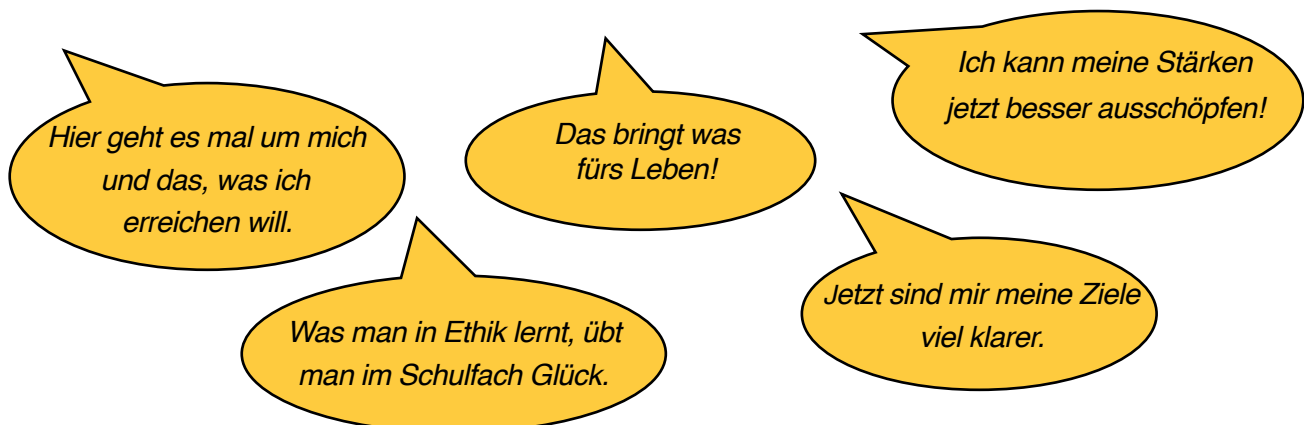 Hier geht es mal um mich
und das, was ich
erreichen will.
Das bringt was
fürs Leben!
Ich kann meine Stärken
jetzt besser ausschöpfen!
Was man in Ethik lernt, übt
man im Schulfach Glück.
Jetzt sind mir meine Ziele
viel klarer.